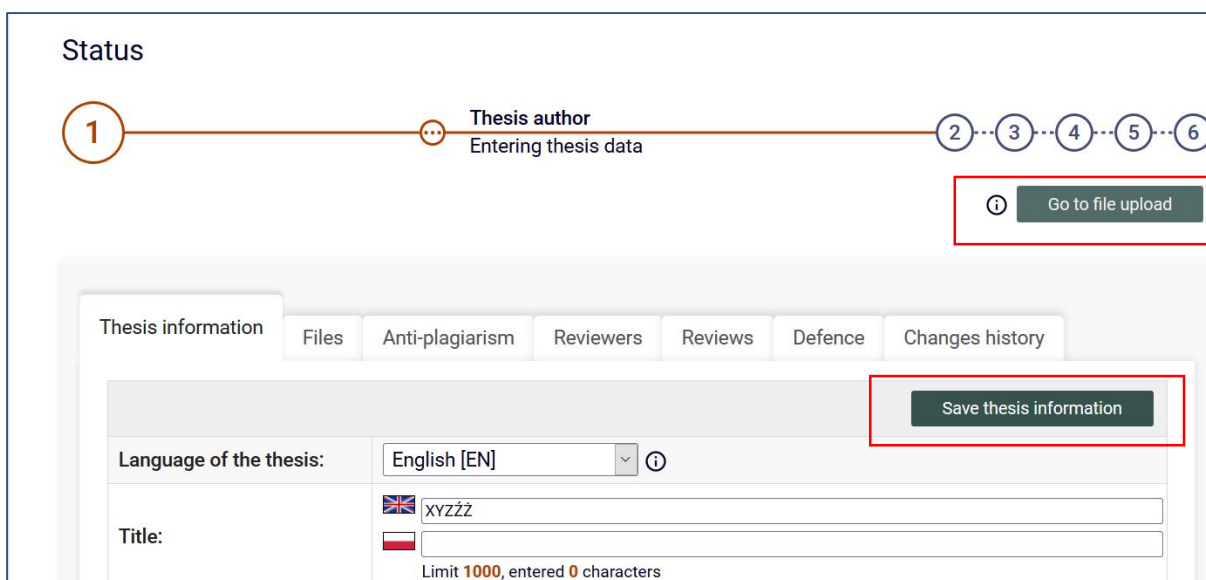 Status
1
Thesis author
Entering thesis data
2 3 4 5 6
Go to file upload
Thesis information Files Anti-plagiarism Reviewers Reviews Defence Changes history
Save thesis information
Language of the thesis: English [EN]
XYZŹŻ
Title:
Limit 1000, entered 0 characters